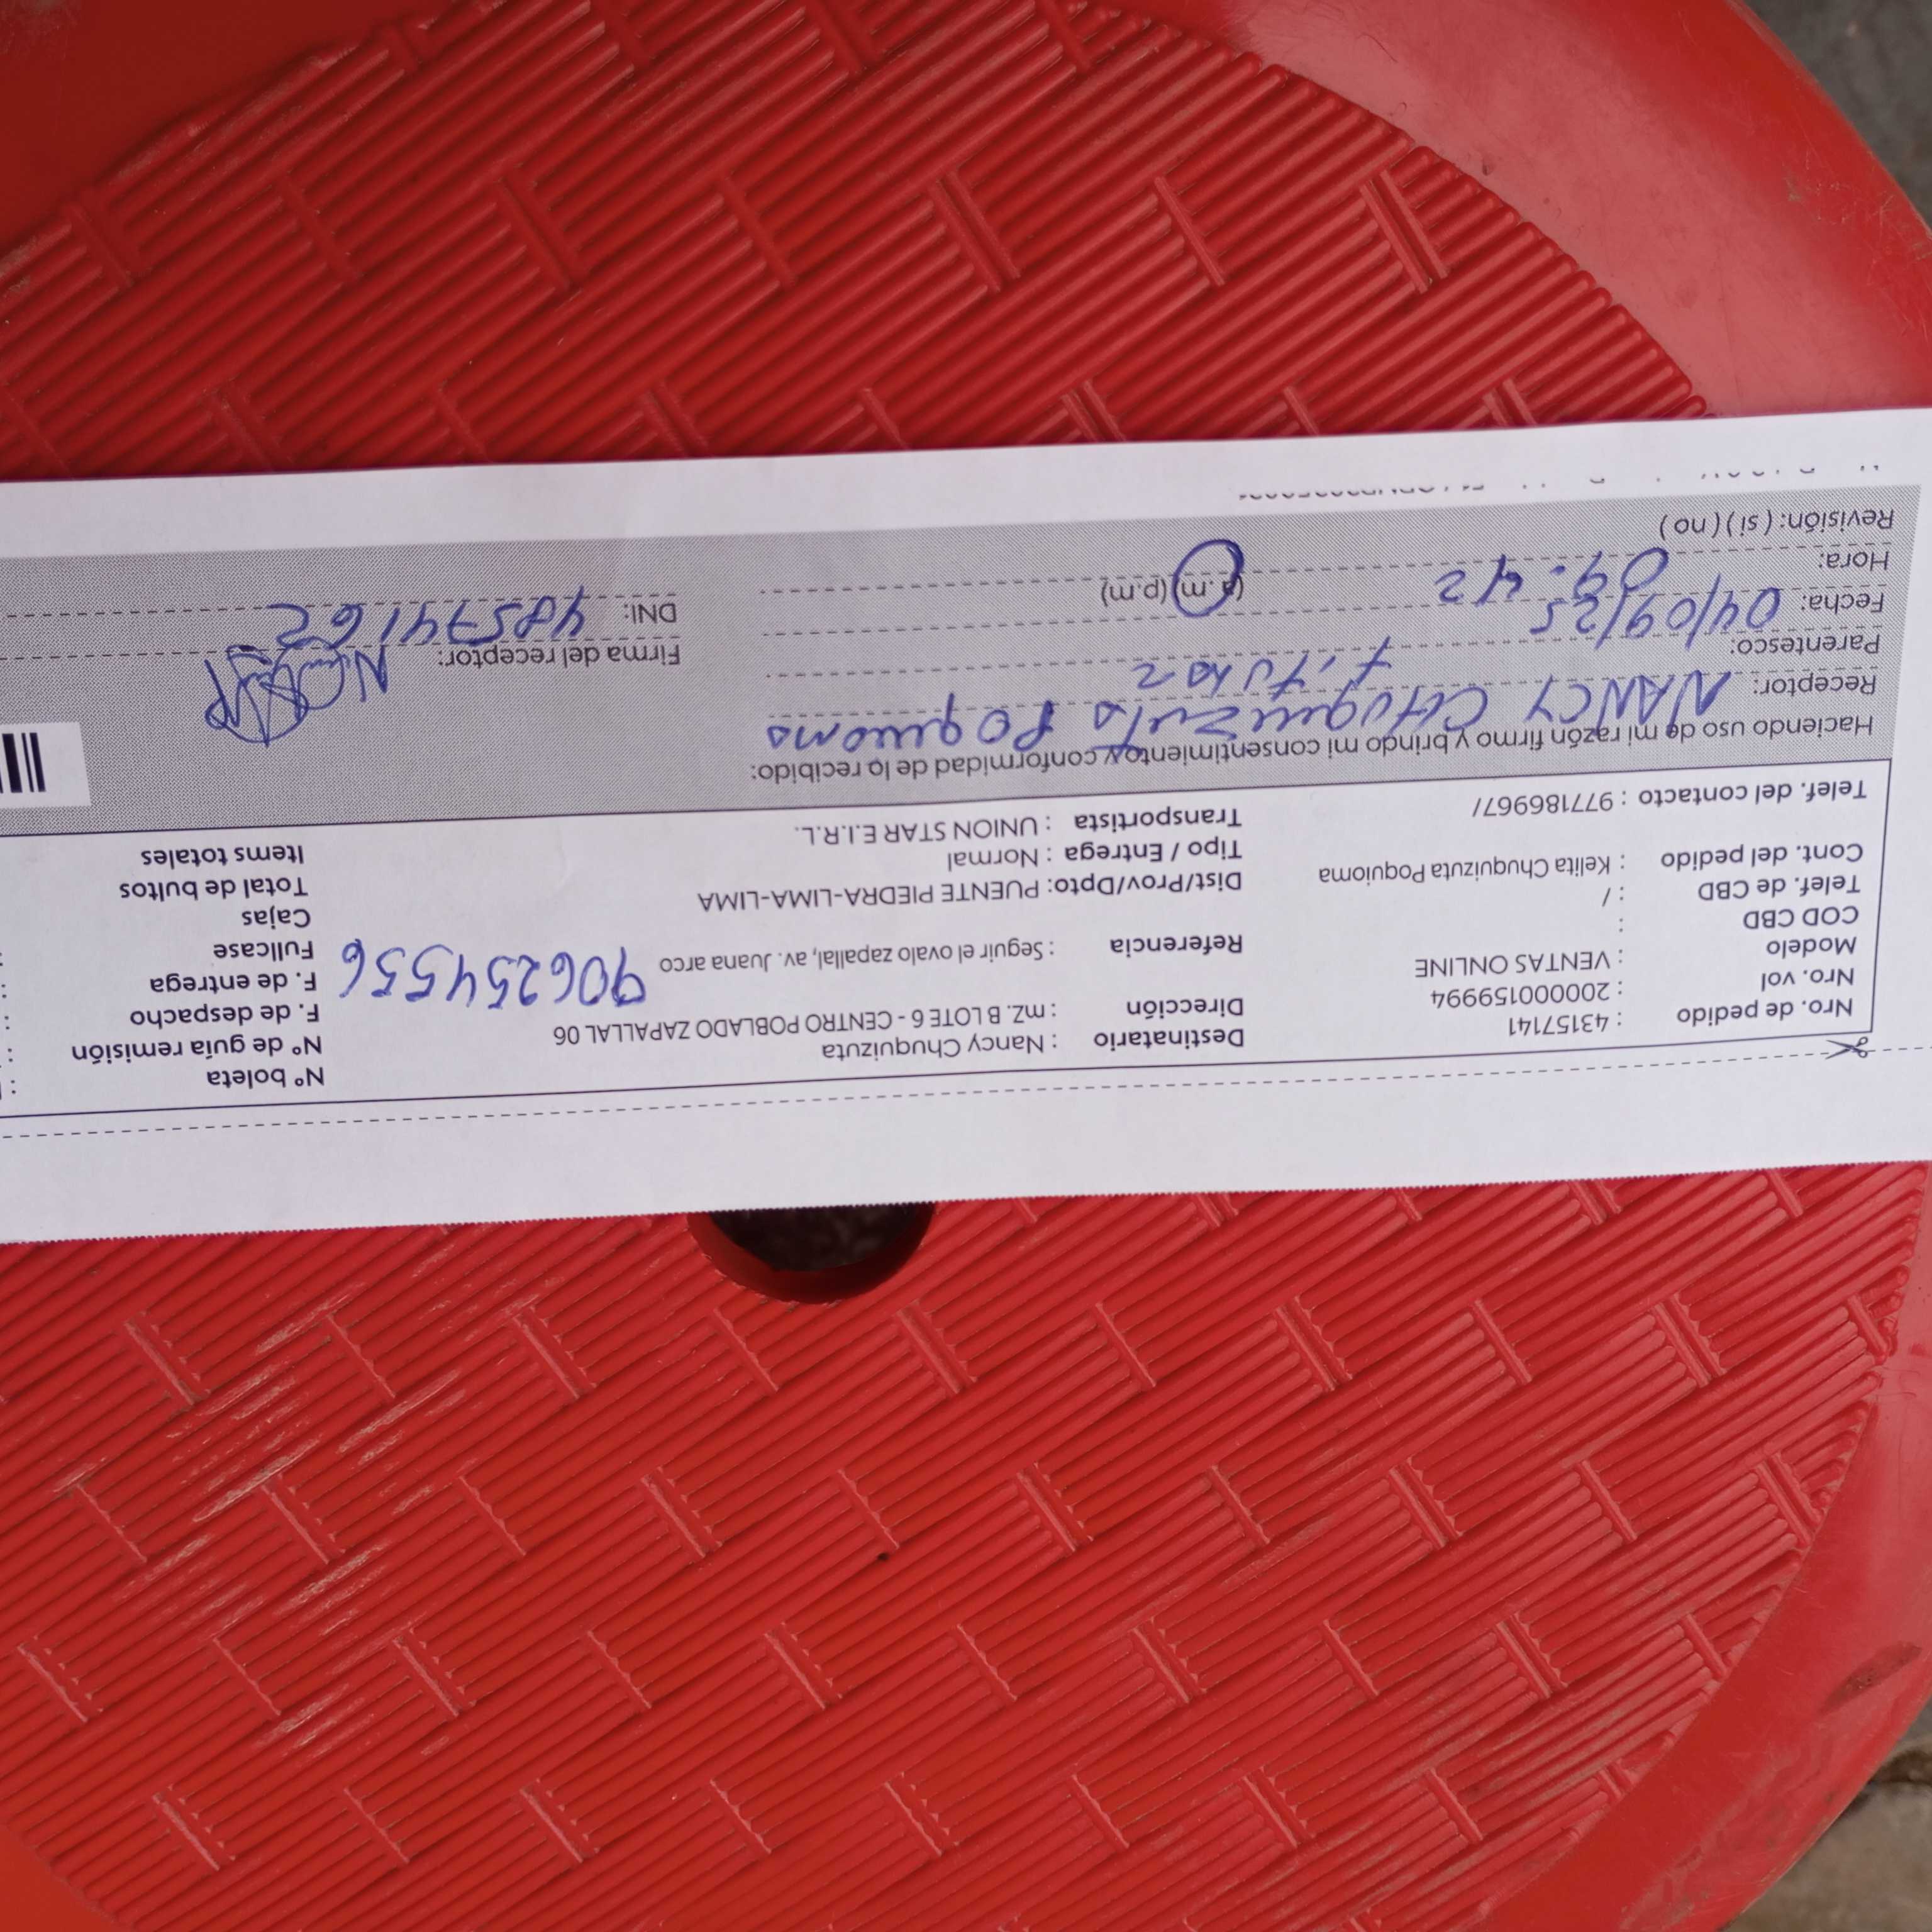 Nro. de pedido : 43157141
Nro. vol : 20000159994
Modelo : VENTAS ONLINE
COD CBD :
Telef. de CBD : /
Cont. del pedido : Kelita Chuquizuta Poquioma
Telef. del contacto : 977186967/
Destinatario : Nancy Chuquizuta
Dirección : mz. B LOTE 6 - CENTRO POBLADO ZAPALLAL 06
Referencia : Seguir el ovalo zapallal, av. Juana arco
906254556
Dist/Prov/Dpto: PUENTE PIEDRA-LIMA-LIMA
Tipo / Entrega : Normal
Transportista : UNION STAR E.I.R.L.
N° boleta :
N° de guía remisión :
F. de despacho :
F. de entrega :
Fullcase :
Cajas
Total de bultos
Items totales
Haciendo uso de mi razón firmo y brindo mi consentimiento y conformidad de lo recibido:
Receptor: NANCY Chuquizuta Poquioma
Parentesco: titular
Fecha: 04/09/25
Hora: 09:42 (a.m) (p.m)
Revisión: ( si ) ( no )
Firma del receptor:
DNI: 48574162